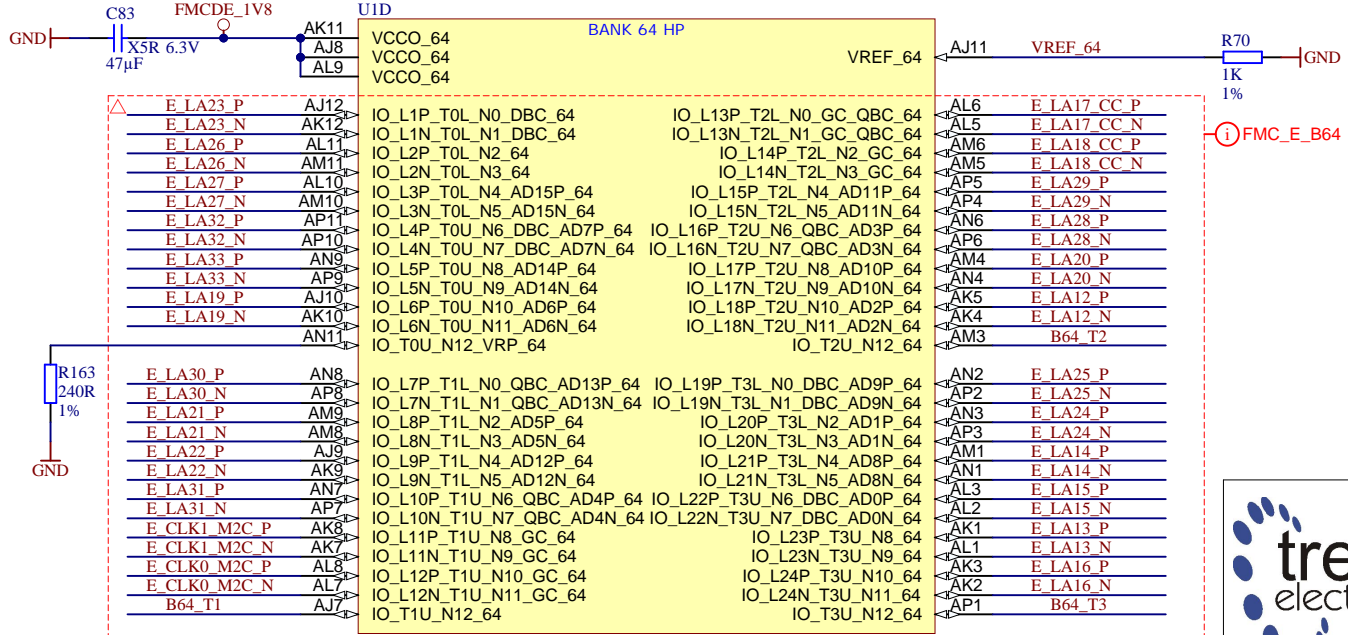 C83
FMCDE_1V8
U1D
GND
X5R 6.3V
47µF
BANK 64 HP
AK11 VCCO_64
AJ8 VCCO_64
AL9 VCCO_64
VREF_64 AJ11 VREF_64
R70
1K
1%
GND
E_LA23_P AJ12 IO_L1P_T0L_N0_DBC_64
E_LA23_N AK12 IO_L1N_T0L_N1_DBC_64
E_LA26_P AL11 IO_L2P_T0L_N2_64
E_LA26_N AM11 IO_L2N_T0L_N3_64
E_LA27_P AL10 IO_L3P_T0L_N4_AD15P_64
E_LA27_N AM10 IO_L3N_T0L_N5_AD15N_64
E_LA32_P AP11 IO_L4P_T0U_N6_DBC_AD7P_64
E_LA32_N AP10 IO_L4N_T0U_N7_DBC_AD7N_64
E_LA33_P AN9 IO_L5P_T0U_N8_AD14P_64
E_LA33_N AP9 IO_L5N_T0U_N9_AD14N_64
E_LA19_P AJ10 IO_L6P_T0U_N10_AD6P_64
E_LA19_N AK10 IO_L6N_T0U_N11_AD6N_64
AN11 IO_T0U_N12_VRP_64
R163
240R
1%
GND
E_LA30_P AN8 IO_L7P_T1L_N0_QBC_AD13P_64
E_LA30_N AP8 IO_L7N_T1L_N1_QBC_AD13N_64
E_LA21_P AM9 IO_L8P_T1L_N2_AD5P_64
E_LA21_N AM8 IO_L8N_T1L_N3_AD5N_64
E_LA22_P AJ9 IO_L9P_T1L_N4_AD12P_64
E_LA22_N AK9 IO_L9N_T1L_N5_AD12N_64
E_LA31_P AN7 IO_L10P_T1U_N6_QBC_AD4P_64
E_LA31_N AP7 IO_L10N_T1U_N7_QBC_AD4N_64
E_CLK1_M2C_P AK8 IO_L11P_T1U_N8_GC_64
E_CLK1_M2C_N AK7 IO_L11N_T1U_N9_GC_64
E_CLK0_M2C_P AL8 IO_L12P_T1U_N10_GC_64
E_CLK0_M2C_N AL7 IO_L12N_T1U_N11_GC_64
B64_T1 AJ7 IO_T1U_N12_64
IO_L13P_T2L_N0_GC_QBC_64 AL6 E_LA17_CC_P
IO_L13N_T2L_N1_GC_QBC_64 AL5 E_LA17_CC_N
IO_L14P_T2L_N2_GC_64 AM6 E_LA18_CC_P
IO_L14N_T2L_N3_GC_64 AM5 E_LA18_CC_N
IO_L15P_T2L_N4_AD11P_64 AP5 E_LA29_P
IO_L15N_T2L_N5_AD11N_64 AP4 E_LA29_N
IO_L16P_T2U_N6_QBC_AD3P_64 AN6 E_LA28_P
IO_L16N_T2U_N7_QBC_AD3N_64 AP6 E_LA28_N
IO_L17P_T2U_N8_AD10P_64 AM4 E_LA20_P
IO_L17N_T2U_N9_AD10N_64 AN4 E_LA20_N
IO_L18P_T2U_N10_AD2P_64 AK5 E_LA12_P
IO_L18N_T2U_N11_AD2N_64 AK4 E_LA12_N
IO_T2U_N12_64 AM3 B64_T2
IO_L19P_T3L_N0_DBC_AD9P_64 AN2 E_LA25_P
IO_L19N_T3L_N1_DBC_AD9N_64 AP2 E_LA25_N
IO_L20P_T3L_N2_AD1P_64 AN3 E_LA24_P
IO_L20N_T3L_N3_AD1N_64 AP3 E_LA24_N
IO_L21P_T3L_N4_AD8P_64 AM1 E_LA14_P
IO_L21N_T3L_N5_AD8N_64 AN1 E_LA14_N
IO_L22P_T3U_N6_DBC_AD0P_64 AL3 E_LA15_P
IO_L22N_T3U_N7_DBC_AD0N_64 AL2 E_LA15_N
IO_L23P_T3U_N8_64 AK1 E_LA13_P
IO_L23N_T3U_N9_64 AL1 E_LA13_N
IO_L24P_T3U_N10_64 AK3 E_LA16_P
IO_L24N_T3U_N11_64 AK2 E_LA16_N
IO_T3U_N12_64 AP1 B64_T3
i FMC_E_B64
tre
elect